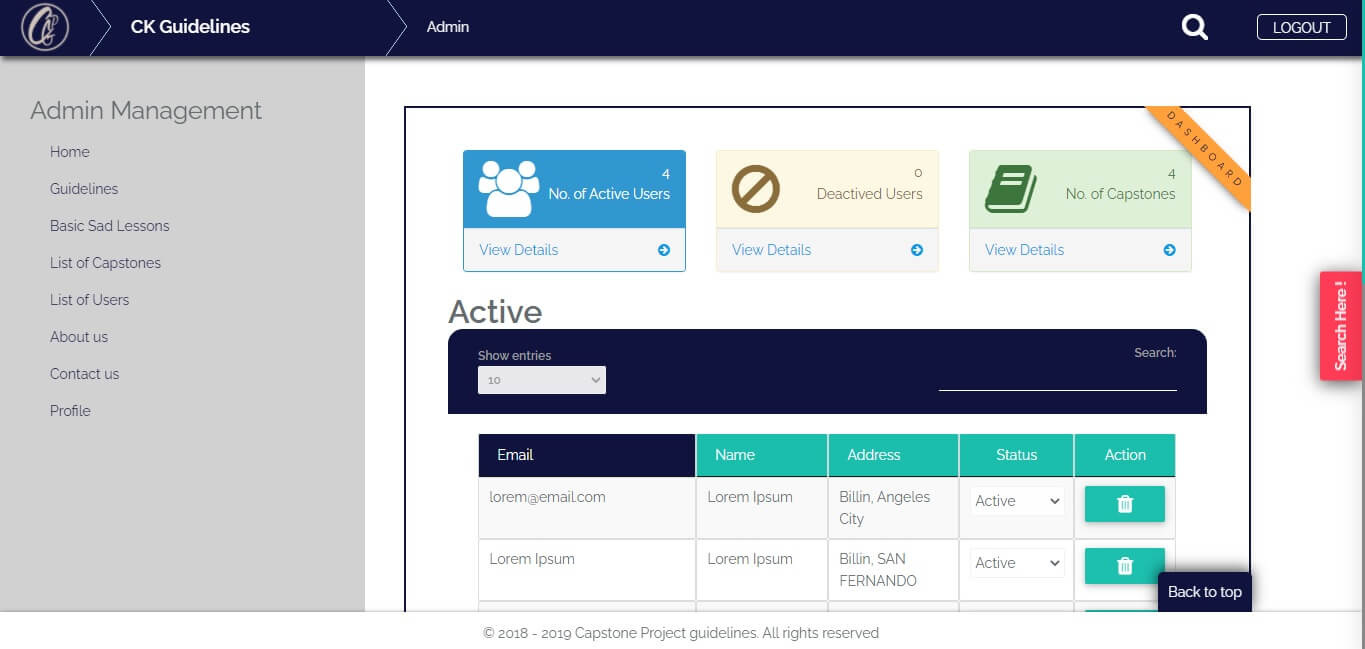 CK Guidelines
Admin
LOGOUT
Admin Management
Home
Guidelines
Basic Sad Lessons
List of Capstones
List of Users
About us
Contact us
Profile
DASHBOARD
4
No. of Active Users
View Details
0
Deactived Users
View Details
4
No. of Capstones
View Details
Search Here !
Active
Show entries
10
Search:
Email Name Address Status Action
lorem@email.com Lorem Ipsum Billin, Angeles Active
City
Lorem Ipsum Lorem Ipsum Billin, SAN Active
FERNANDO
Back to top
© 2018 - 2019 Capstone Project guidelines. All rights reserved